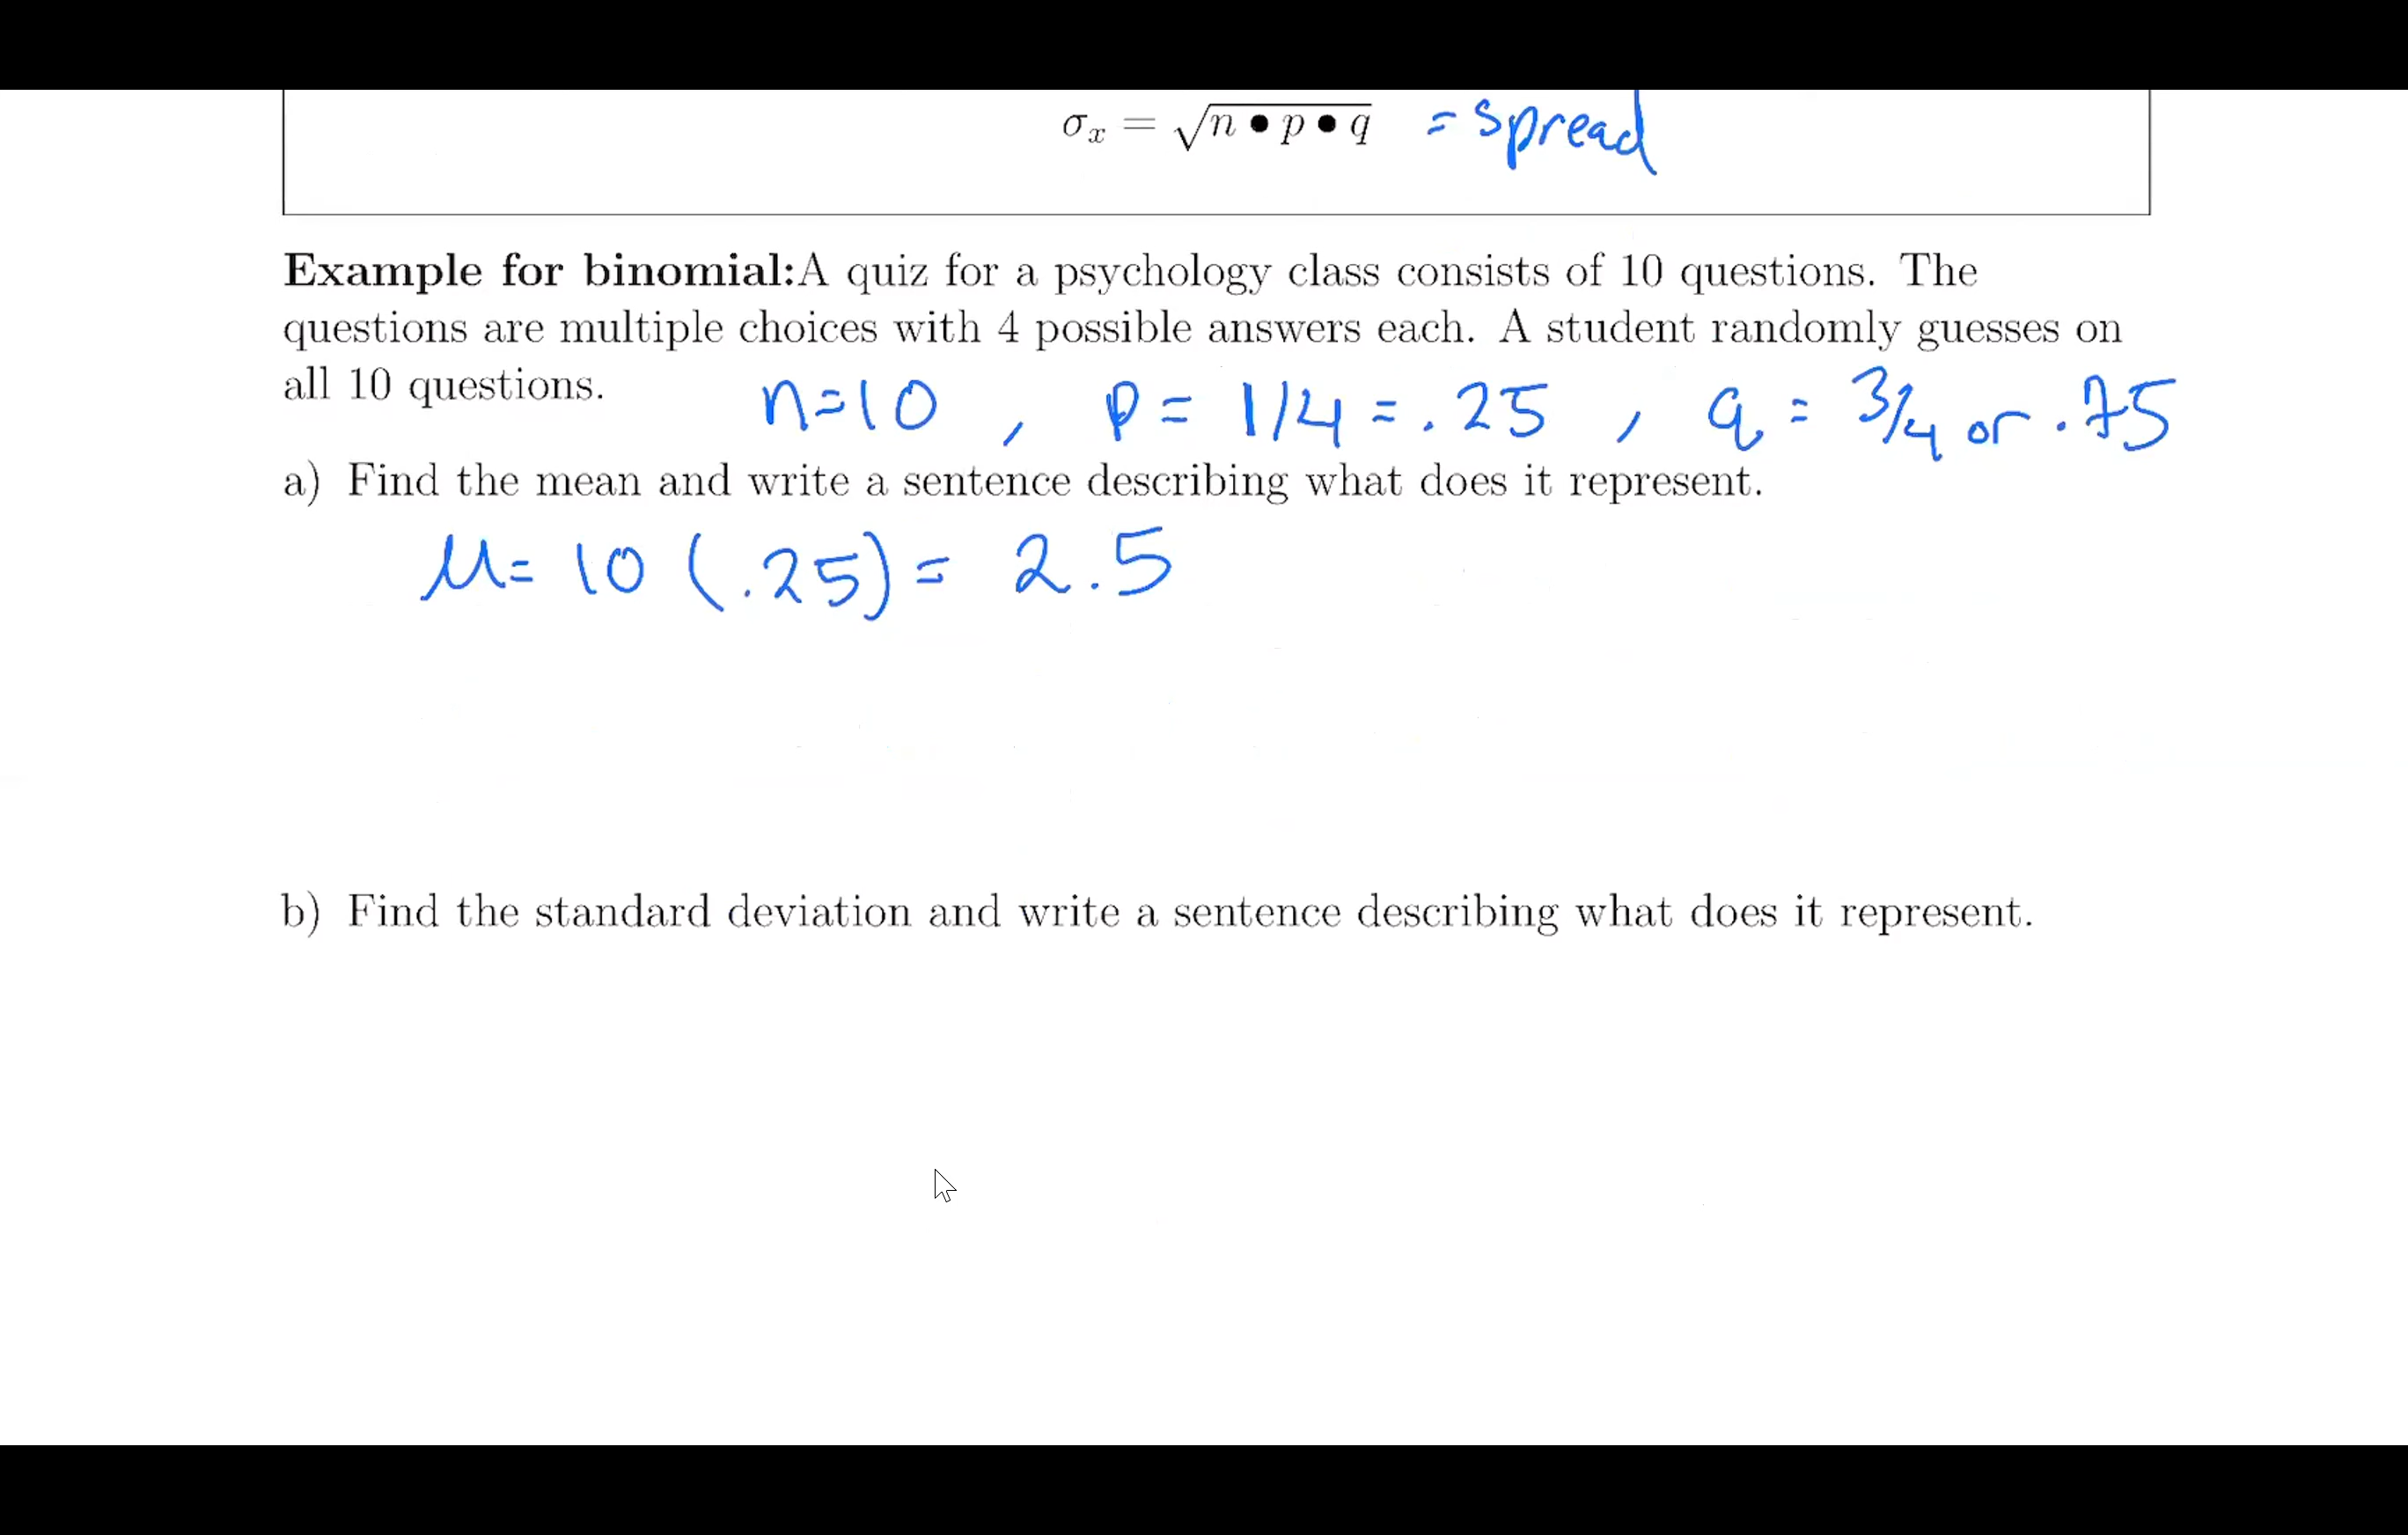 σₓ = √n • p • q = spread
Example for binomial:A quiz for a psychology class consists of 10 questions. The
questions are multiple choices with 4 possible answers each. A student randomly guesses on
all 10 questions. n=10 , p = 1/4 = .25 , q = 3/4 or .75
a) Find the mean and write a sentence describing what does it represent.
μ = 10 (.25) = 2.5
b) Find the standard deviation and write a sentence describing what does it represent.